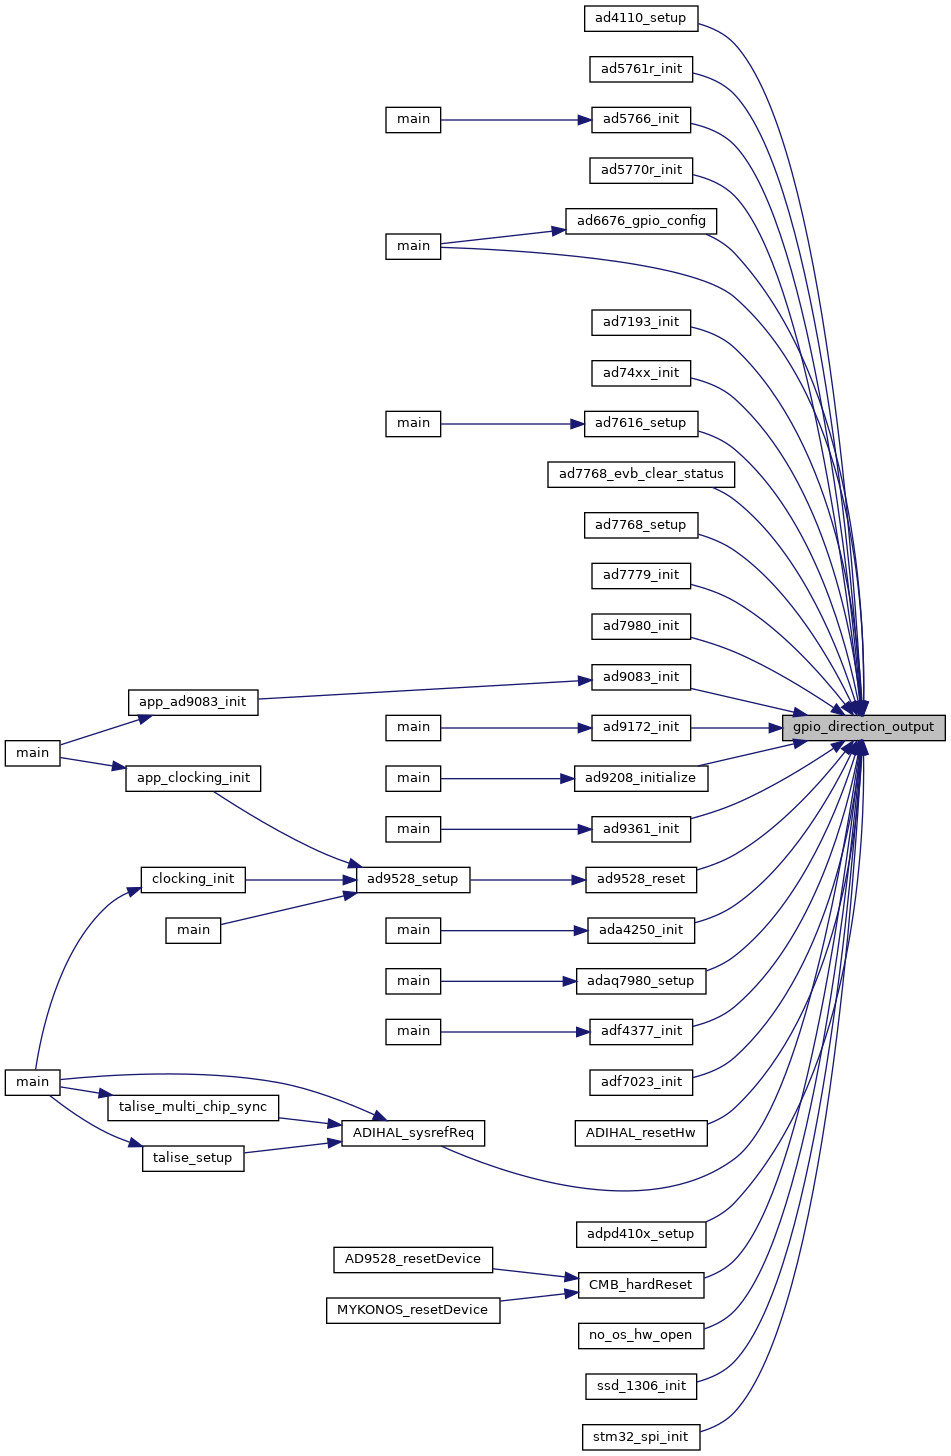 ad4110_setup
ad5761r_init
main
ad5766_init
ad5770r_init
ad6676_gpio_config
main
ad7193_init
ad74xx_init
main
ad7616_setup
ad7768_evb_clear_status
ad7768_setup
ad7779_init
ad7980_init
ad9083_init
app_ad9083_init
main
ad9172_init
gpio_direction_output
main
app_clocking_init
main
ad9208_initialize
main
ad9361_init
clocking_init
ad9528_setup
ad9528_reset
main
main
ada4250_init
main
adaq7980_setup
main
adf4377_init
main
adf7023_init
talise_multi_chip_sync
ADIHAL_sysrefReq
ADIHAL_resetHw
talise_setup
adpd410x_setup
AD9528_resetDevice
CMB_hardReset
MYKONOS_resetDevice
no_os_hw_open
ssd_1306_init
stm32_spi_init